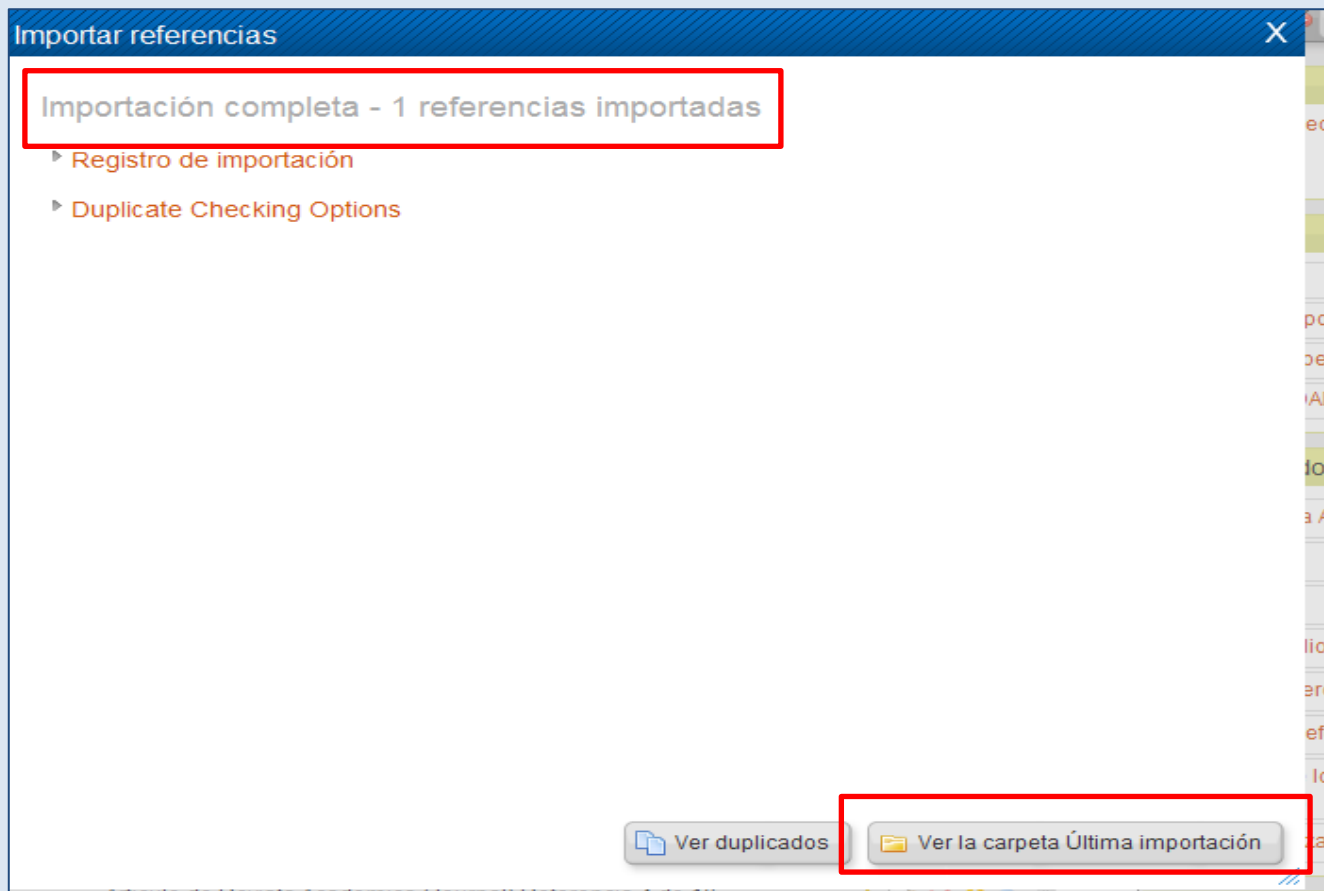 Importar referencias X
Importación completa - 1 referencias importadas
Registro de importación
Duplicate Checking Options
Ver duplicados
Ver la carpeta Última importación